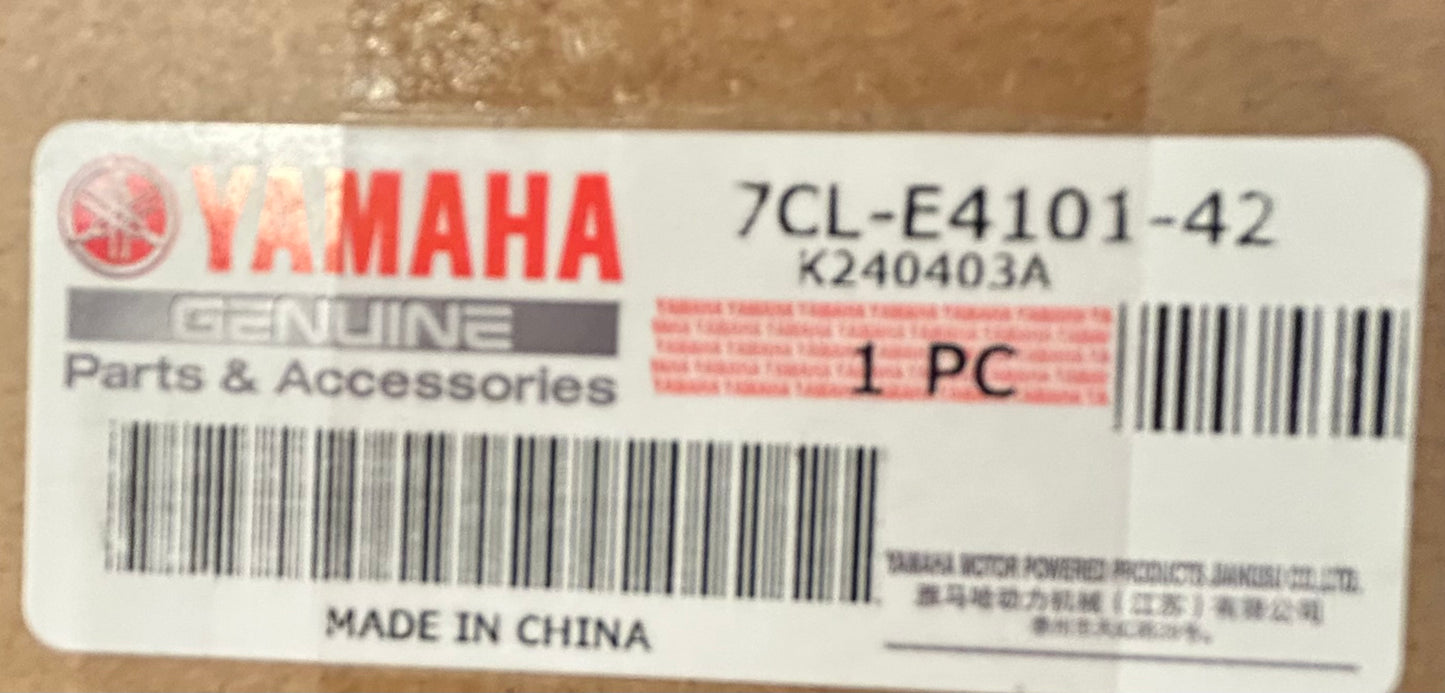 YAMAHA
GENUINE
Parts & Accessories
7CL-E4101-42
K240403A
1 PC
MADE IN CHINA
YAMAHA MOTOR POWERED PRODUCTS JIANGSU CO.,LTD.
雅马哈动力机械(江苏)有限公司